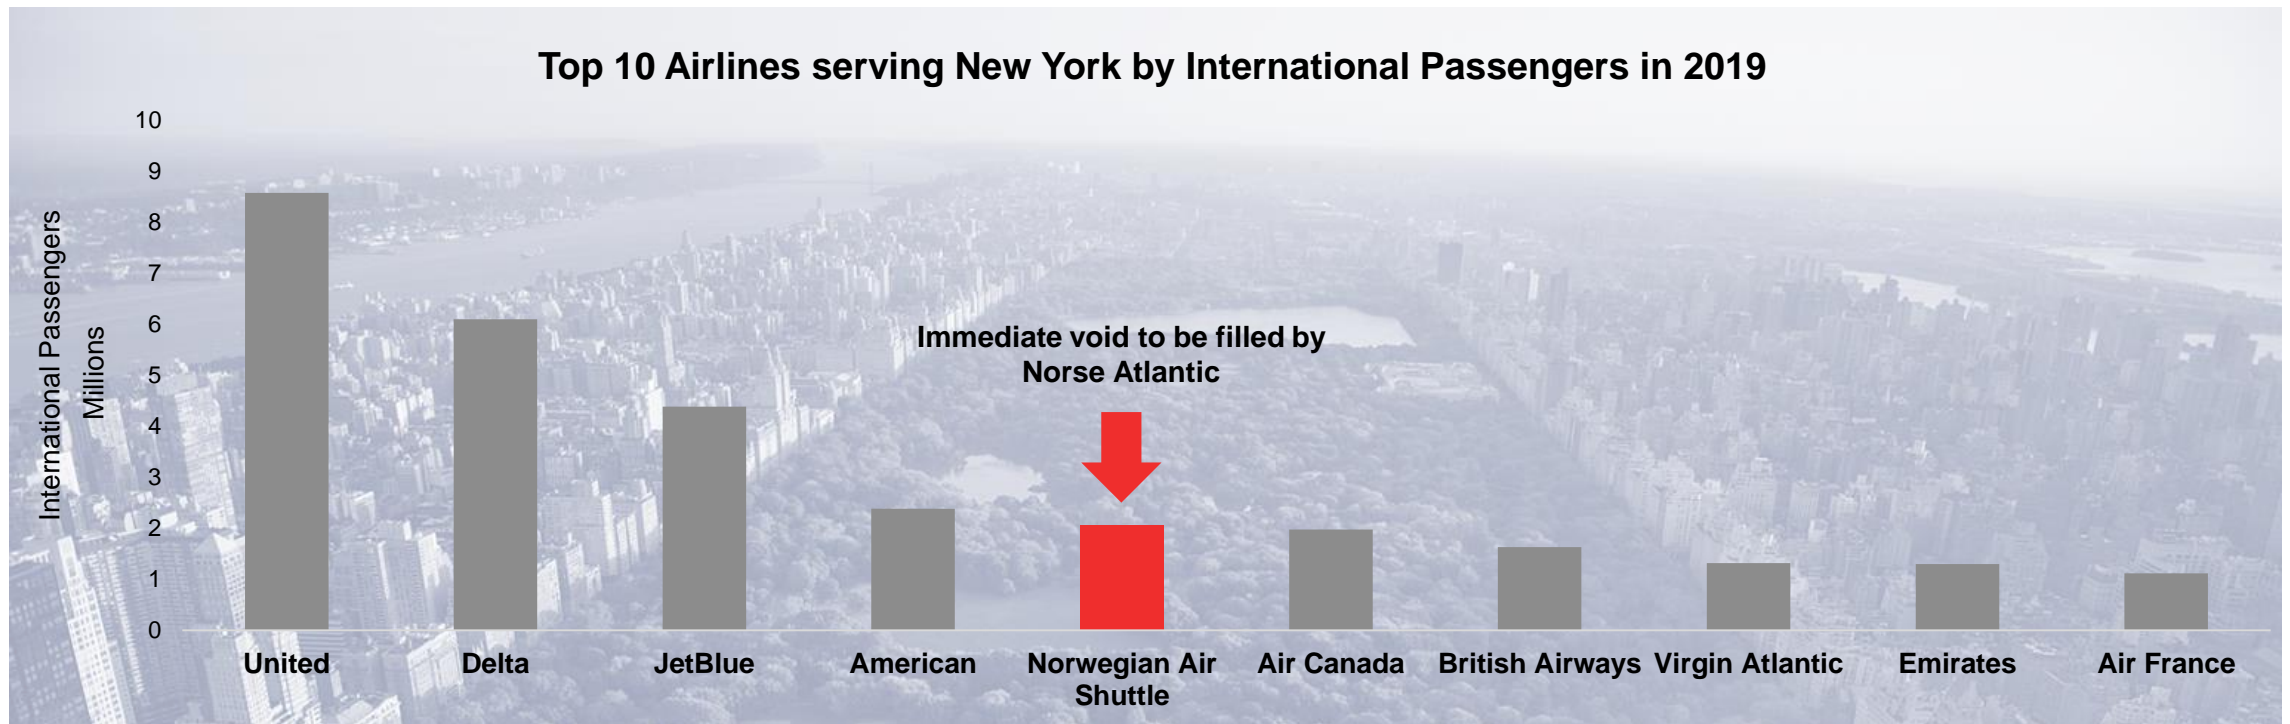 Top 10 Airlines serving New York by International Passengers in 2019
International Passengers
Millions
10
9
8
7
6
5
4
3
2
1
0
Immediate void to be filled by
Norse Atlantic
United
Delta
JetBlue
American
Norwegian Air
Shuttle
Air Canada
British Airways
Virgin Atlantic
Emirates
Air France